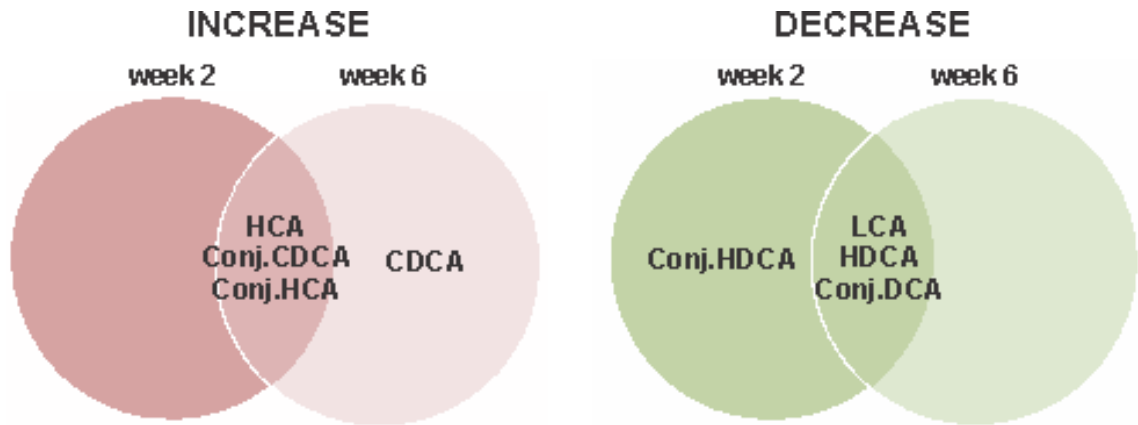 INCREASE
week 2 week 6
HCA
Conj.CDCA
Conj.HCA
CDCA
DECREASE
week 2 week 6
Conj.HDCA
LCA
HDCA
Conj.DCA